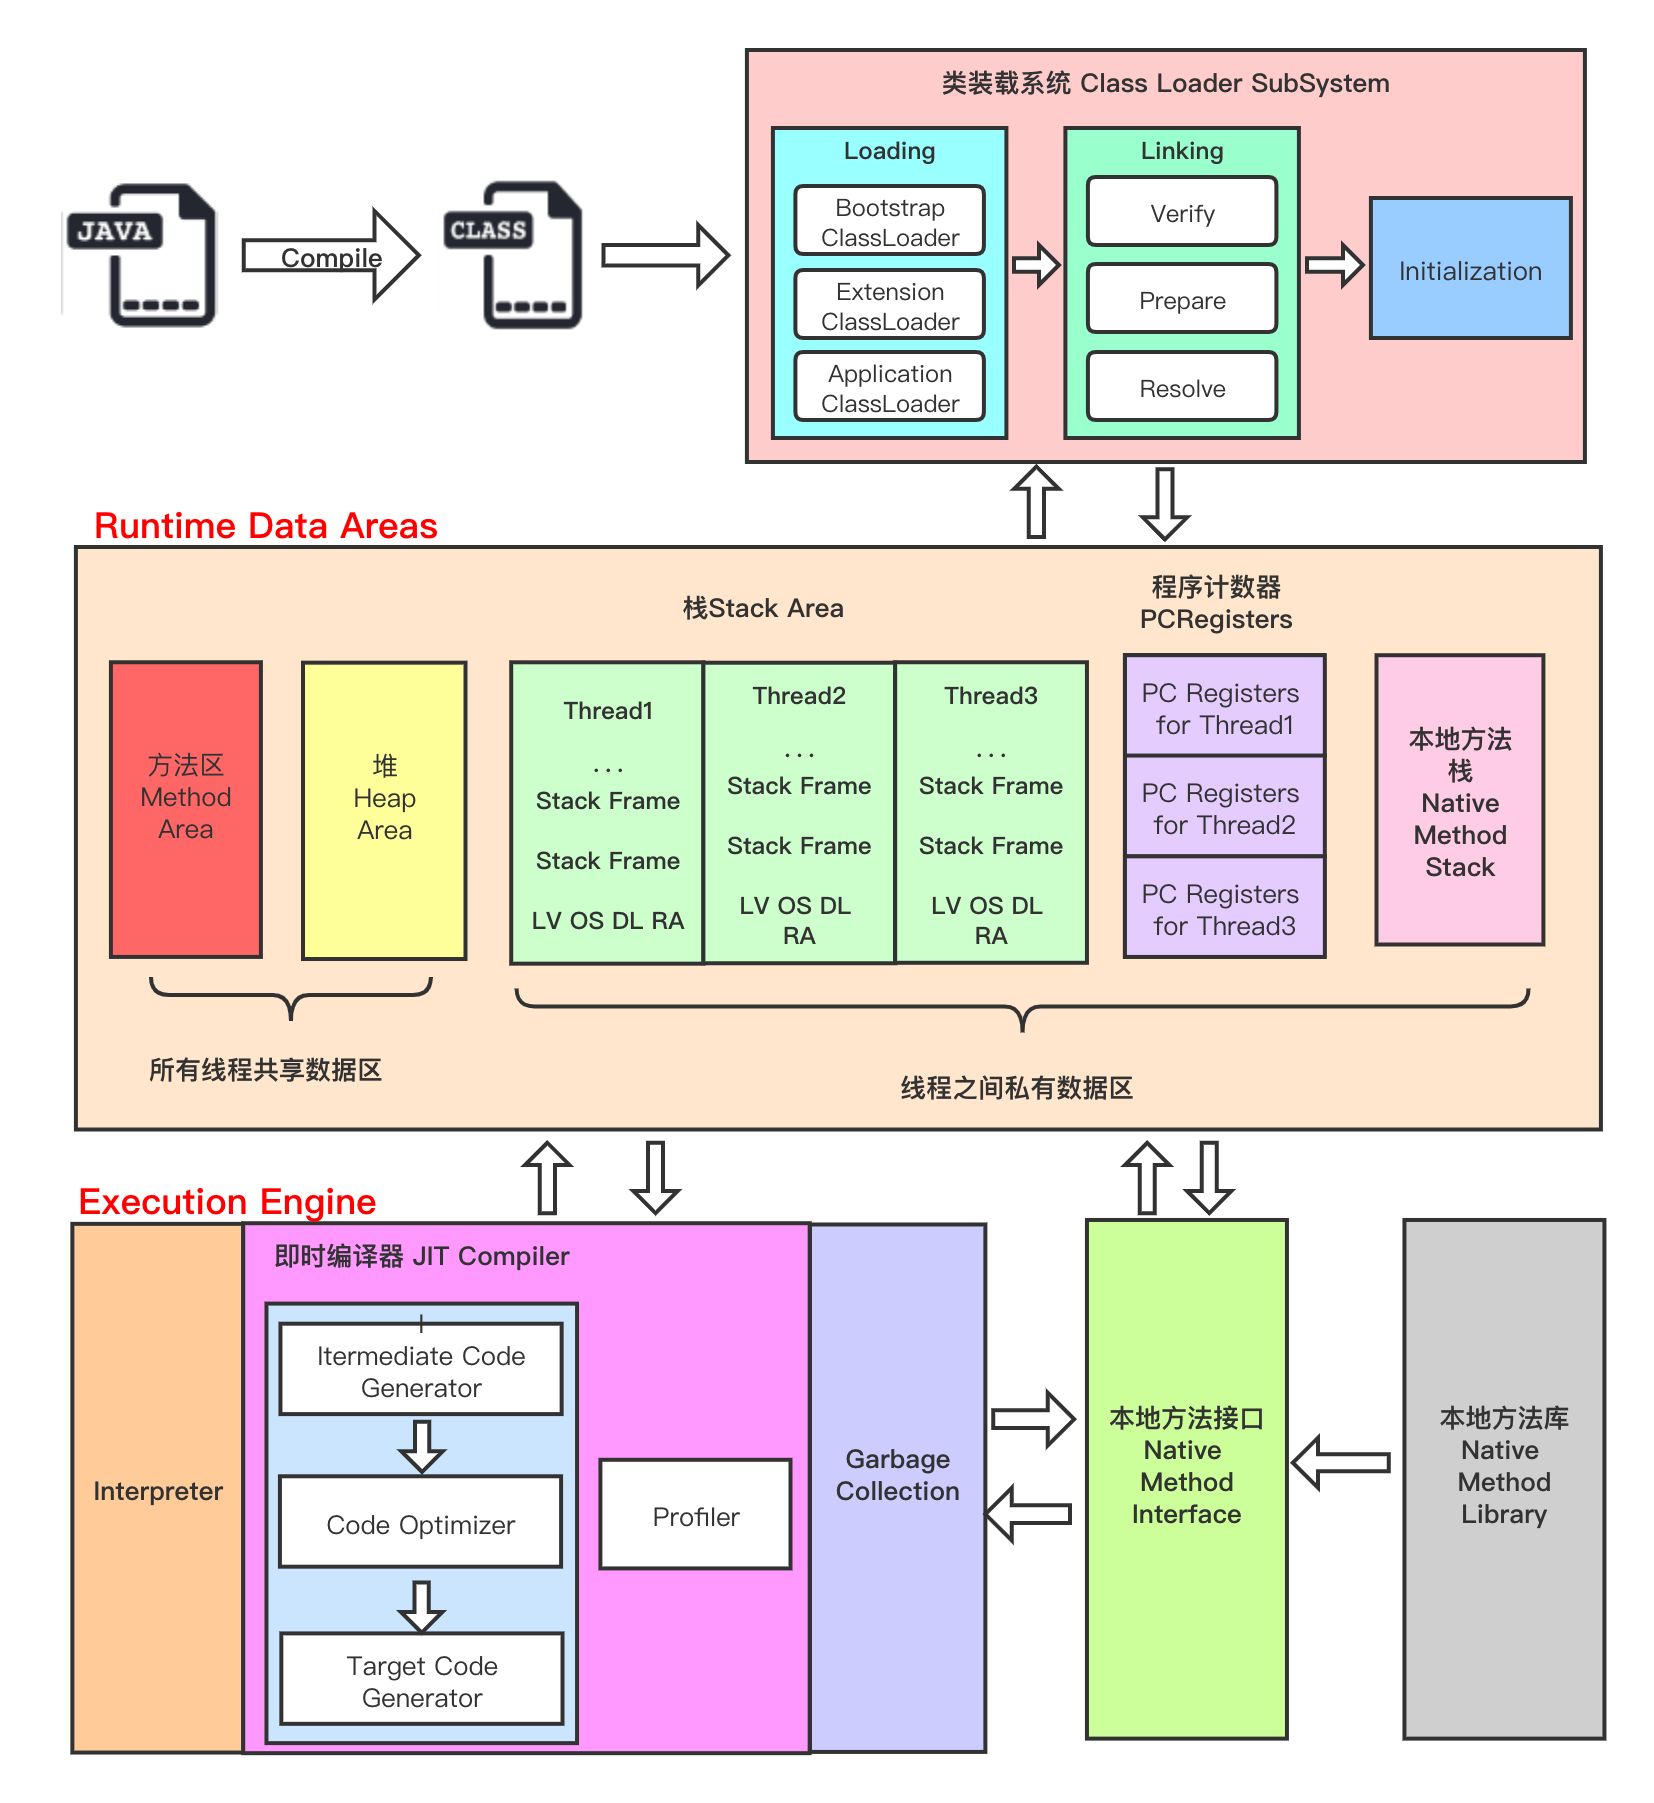 类装载系统 Class Loader SubSystem
JAVA
Compile
CLASS
Loading
Bootstrap
ClassLoader
Extension
ClassLoader
Application
ClassLoader
Linking
Verify
Prepare
Resolve
Initialization
Runtime Data Areas
方法区
Method
Area
堆
Heap
Area
栈Stack Area
Thread1
...
Stack Frame
Stack Frame
LV OS DL RA
Thread2
...
Stack Frame
Stack Frame
LV OS DL
RA
Thread3
...
Stack Frame
Stack Frame
LV OS DL
RA
程序计数器
PCRegisters
PC Registers
for Thread1
PC Registers
for Thread2
PC Registers
for Thread3
本地方法
栈
Native
Method
Stack
所有线程共享数据区
线程之间私有数据区
Execution Engine
Interpreter
即时编译器 JIT Compiler
Itermediate Code
Generator
Code Optimizer
Target Code
Generator
Profiler
Garbage
Collection
本地方法接口
Native
Method
Interface
本地方法库
Native
Method
Library